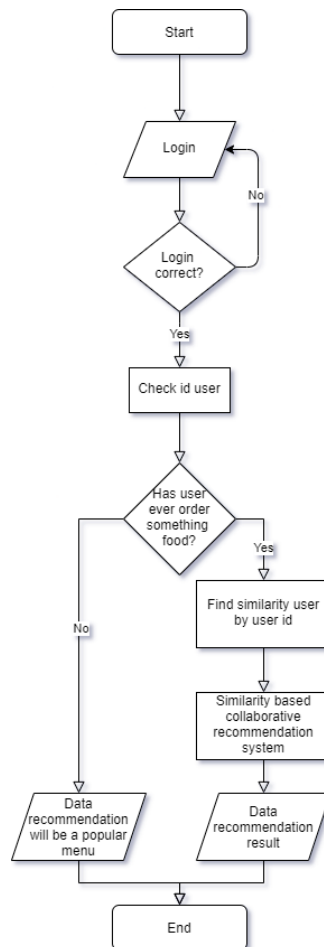 Start
Login
No
Login
correct?
Yes
Check id user
Has user
ever order
something
food?
Yes
Find similarity user
by user id
No
Similarity based
collaborative
recommendation
system
Data
recommendation
will be a popular
menu
Data
recommendation
result
End